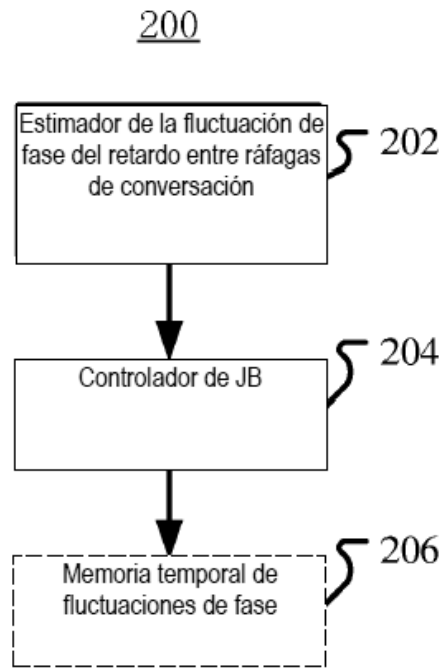 200
Estimador de la fluctuación de
fase del retardo entre ráfagas
de conversación
202
Controlador de JB
204
Memoria temporal de
fluctuaciones de fase
206